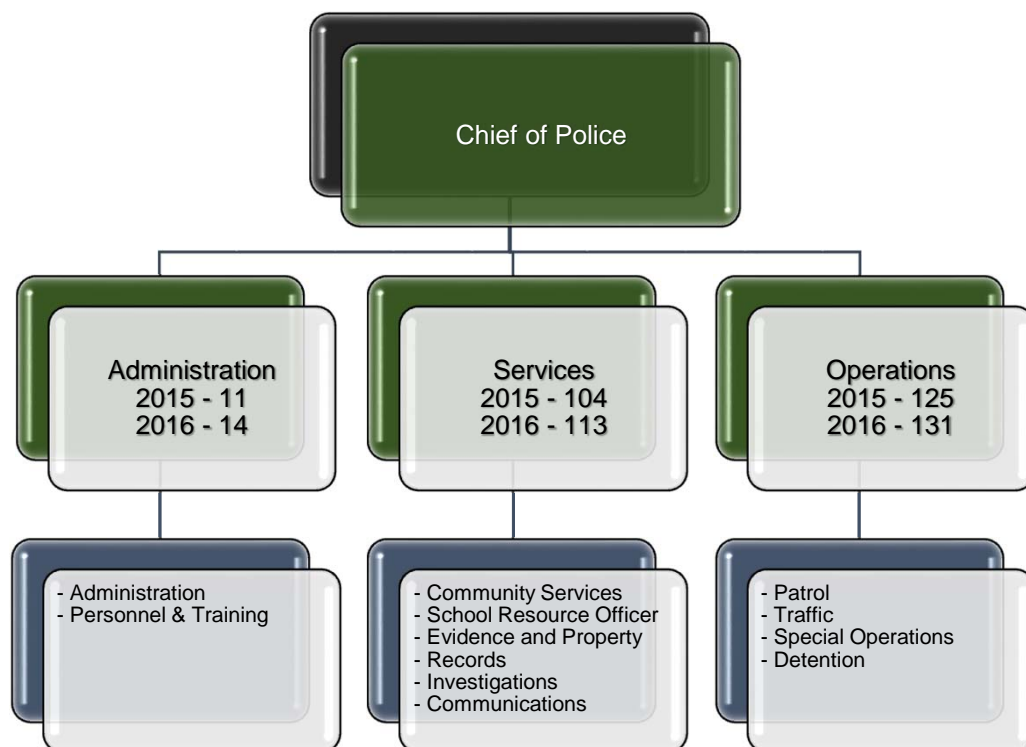 Chief of Police
Administration
2015 - 11
2016 - 14
Services
2015 - 104
2016 - 113
Operations
2015 - 125
2016 - 131
- Administration
- Personnel & Training
- Community Services
- School Resource Officer
- Evidence and Property
- Records
- Investigations
- Communications
- Patrol
- Traffic
- Special Operations
- Detention